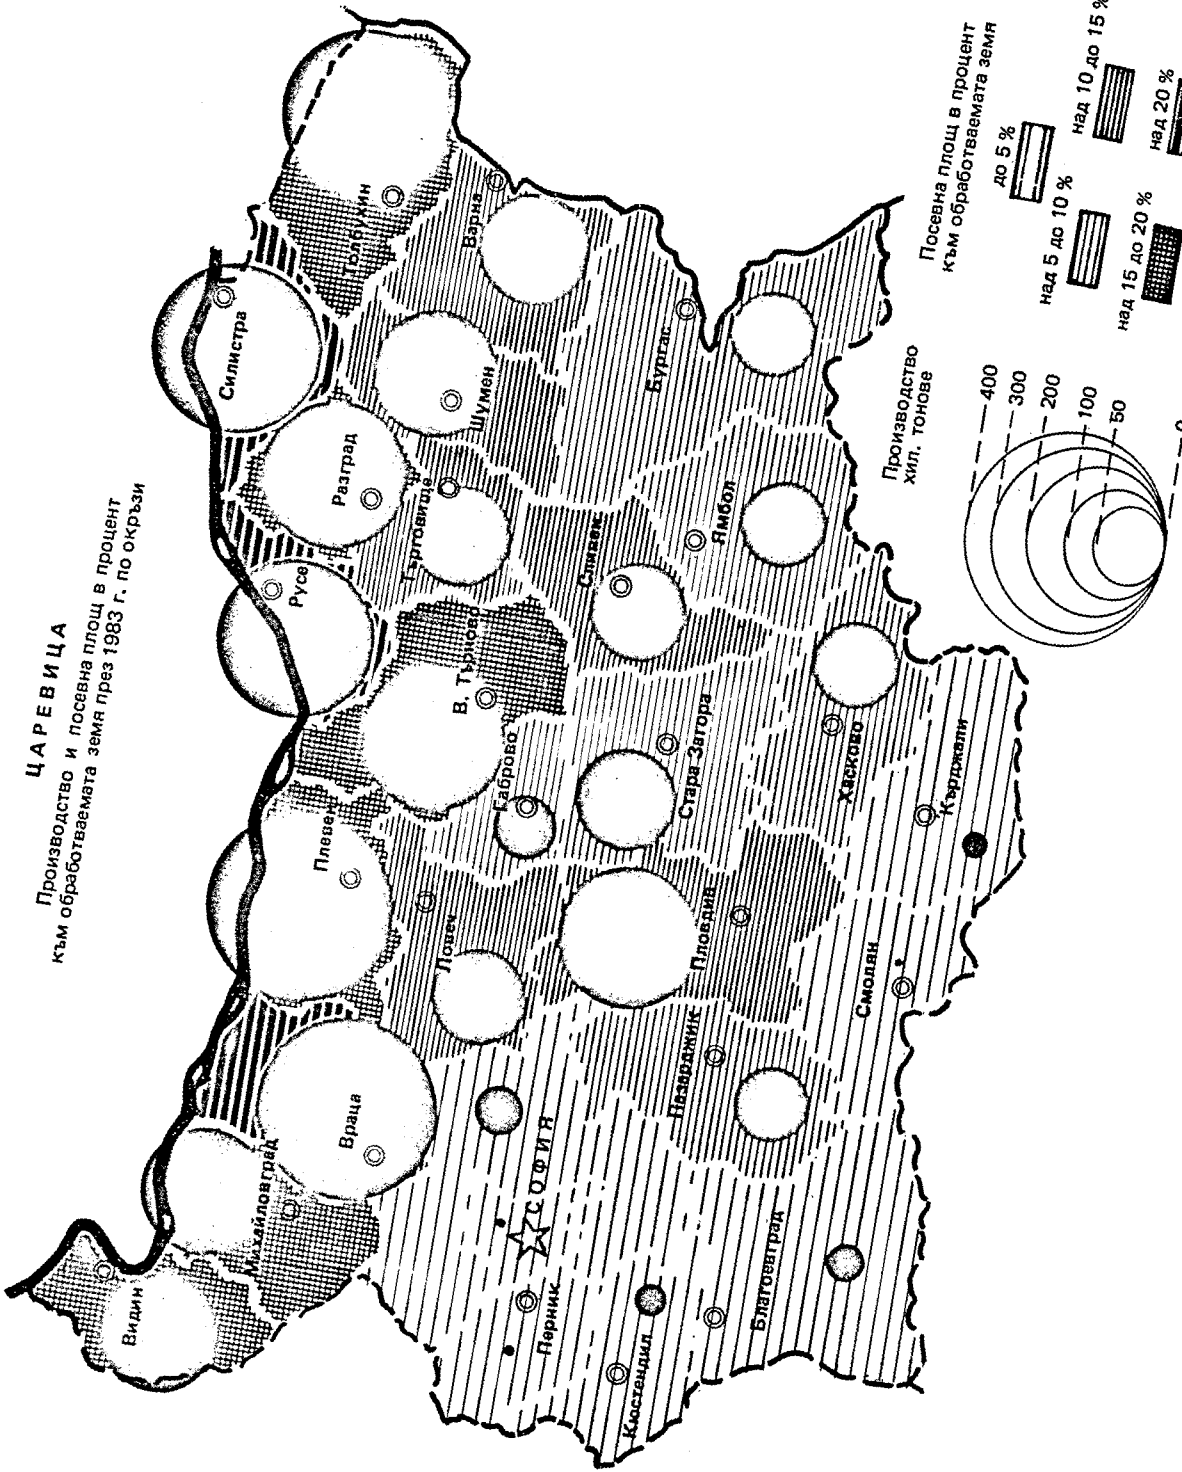 ЦАРЕВИЦА
Производство и посевна площ в процент
към обработваемата земя през 1983 г. по окръзи
Видин
Михайловград
Враца
Плевен
Русе
Разград
Силистра
Толбухин
Варна
Шумен
Търговище
В. Търново
Габрово
Ловеч
СОФИЯ
Перник
Кюстендил
Благоевград
Пазарджик
Пловдив
Стара Загора
Сливен
Ямбол
Бургас
Хасково
Кърджали
Смолян
Производство
хил. тонове
400
300
200
100
50
0
Посевна площ в процент
към обработваемата земя
до 5 %
над 5 до 10 %
над 10 до 15 %
над 15 до 20 %
над 20 %